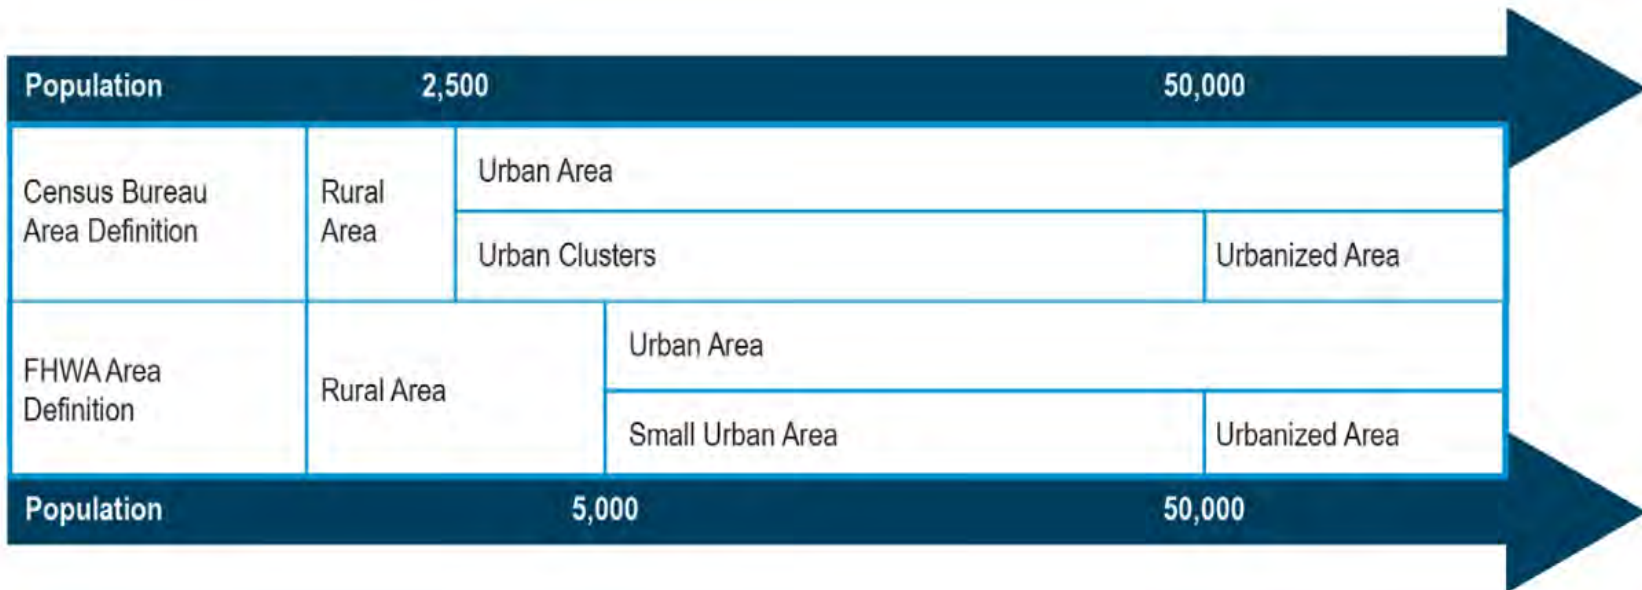 Population 2,500 50,000
Census Bureau
Area Definition
Rural
Area
Urban Area
Urban Clusters
Urbanized Area
FHWA Area
Definition
Rural Area
Urban Area
Small Urban Area
Urbanized Area
Population 5,000 50,000